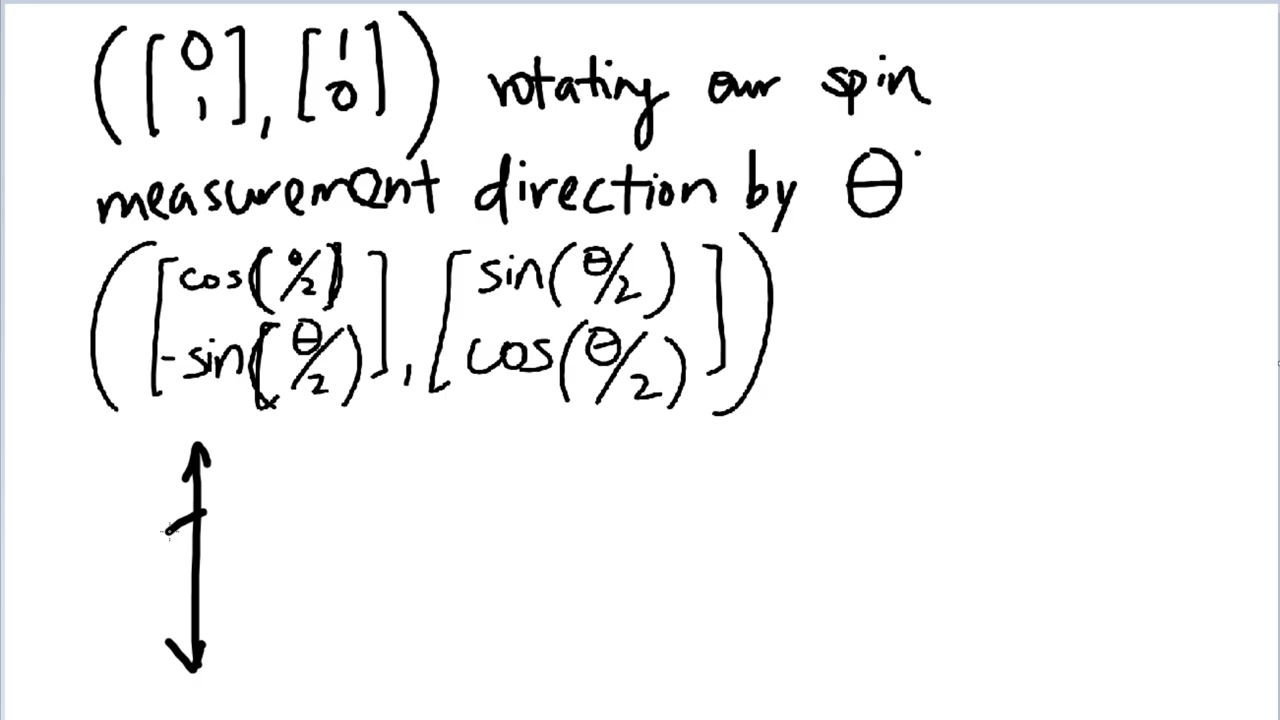 ([0 1], [1 0]) rotating our spin
measurement direction by θ°
([cos(θ/2) -sin(θ/2)], [sin(θ/2) cos(θ/2)])